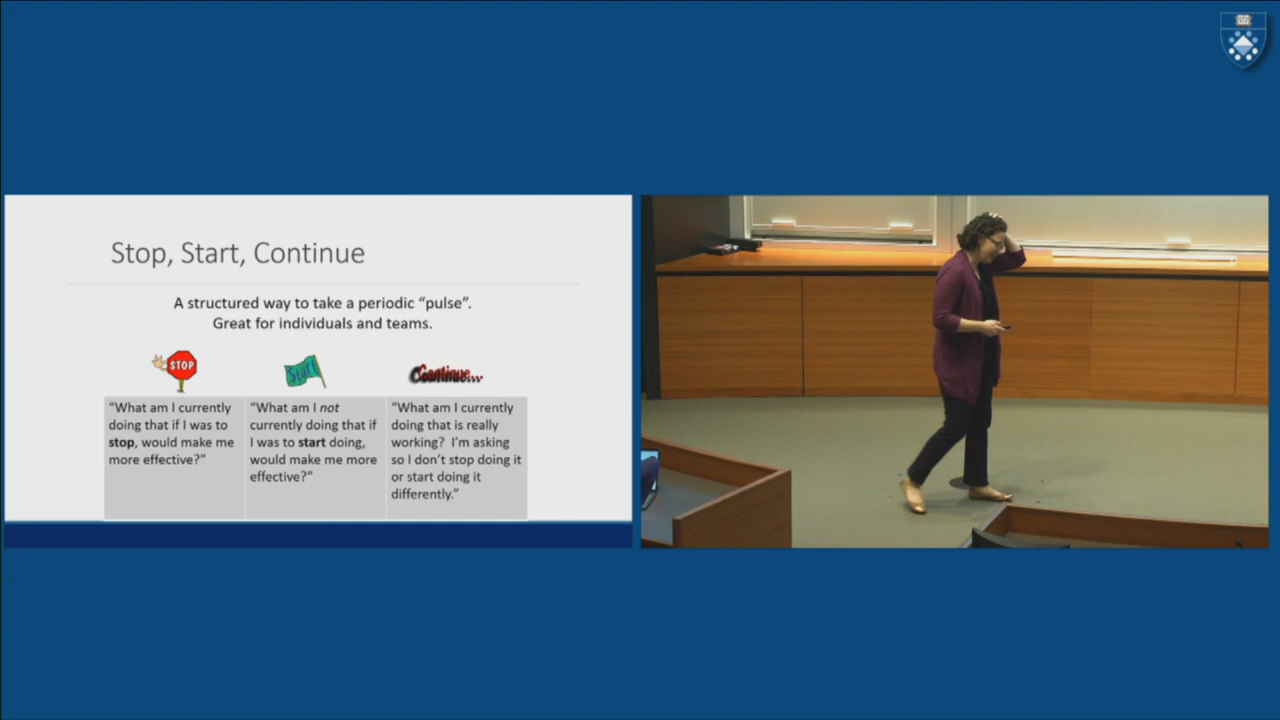 Stop, Start, Continue
A structured way to take a periodic “pulse”.
Great for individuals and teams.
STOP
Start
Continue...
“What am I currently
doing that if I was to
stop, would make me
more effective?”
“What am I not
currently doing that if
I was to start doing,
would make me more
effective?”
“What am I currently
doing that is really
working? I’m asking
so I don’t stop doing it
or start doing it
differently.”